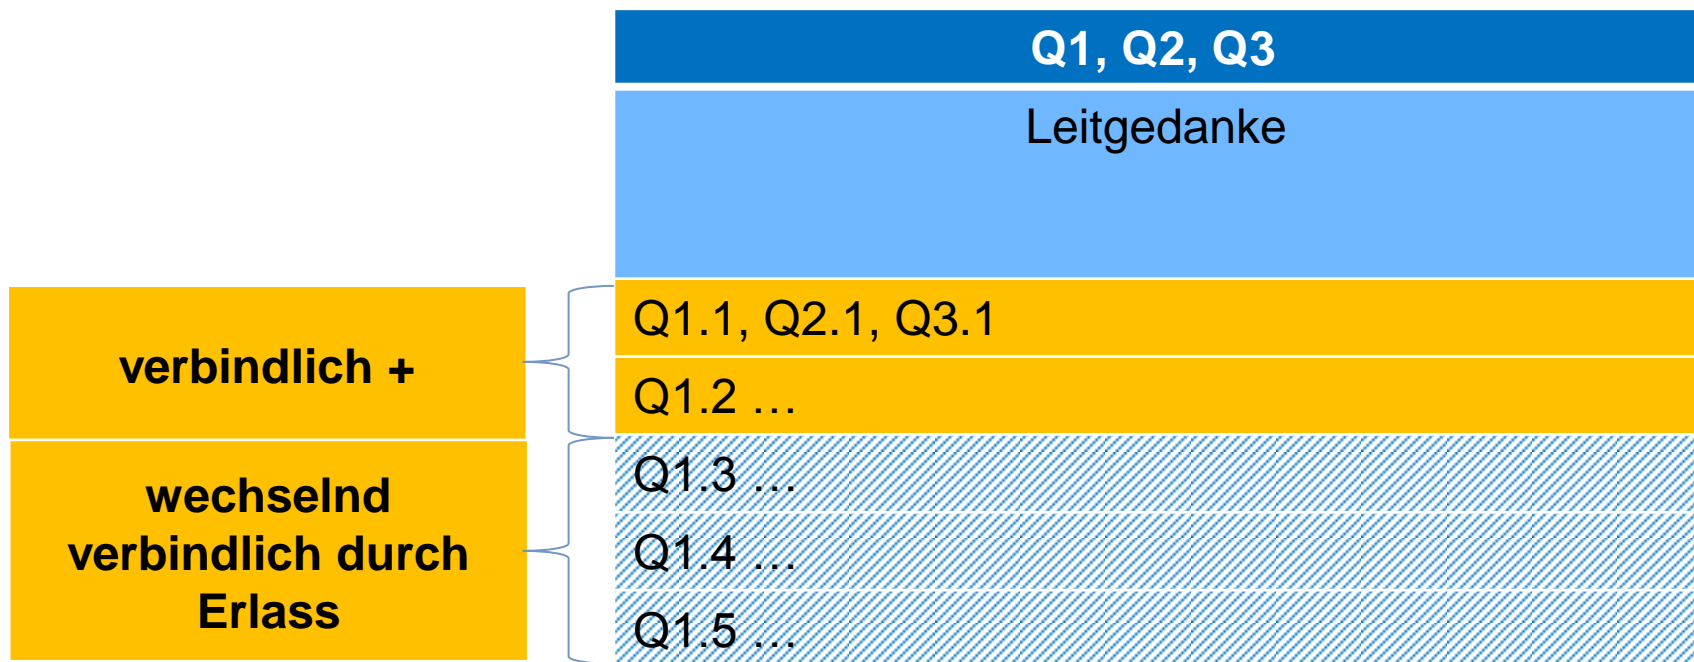 Q1, Q2, Q3
Leitgedanke
verbindlich +
Q1.1, Q2.1, Q3.1
Q1.2 …
wechselnd
verbindlich durch
Erlass
Q1.3 …
Q1.4 …
Q1.5 …